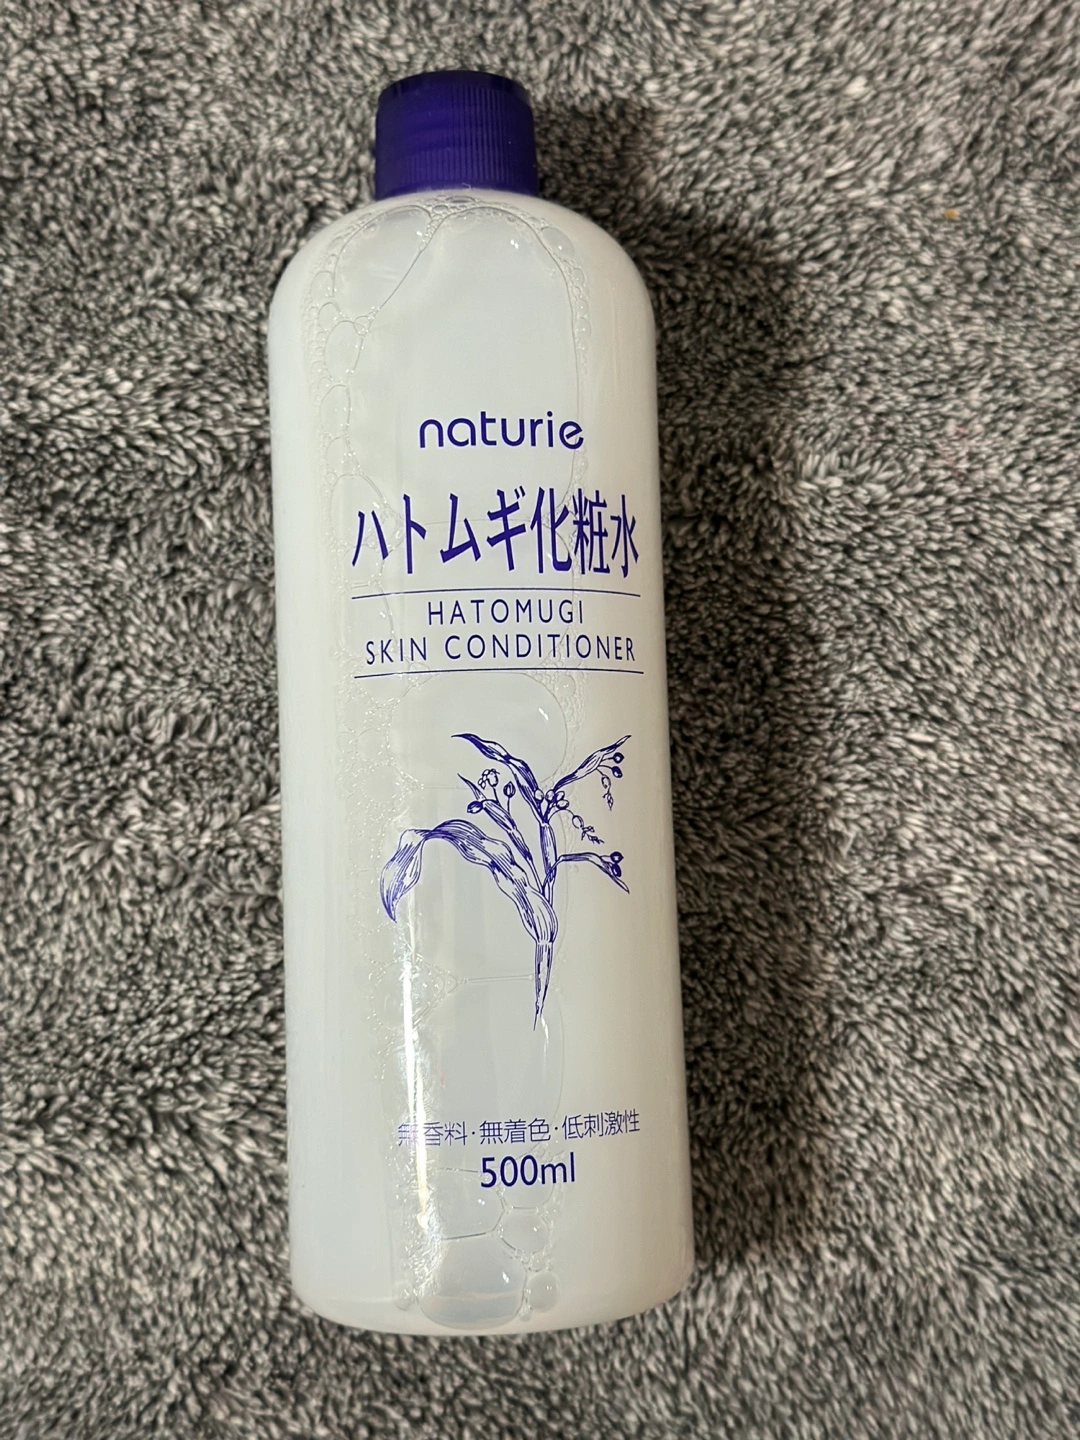 naturie
ハトムギ化粧水
HATOMUGI
SKIN CONDITIONER
無香料・無着色・低刺激性
500ml